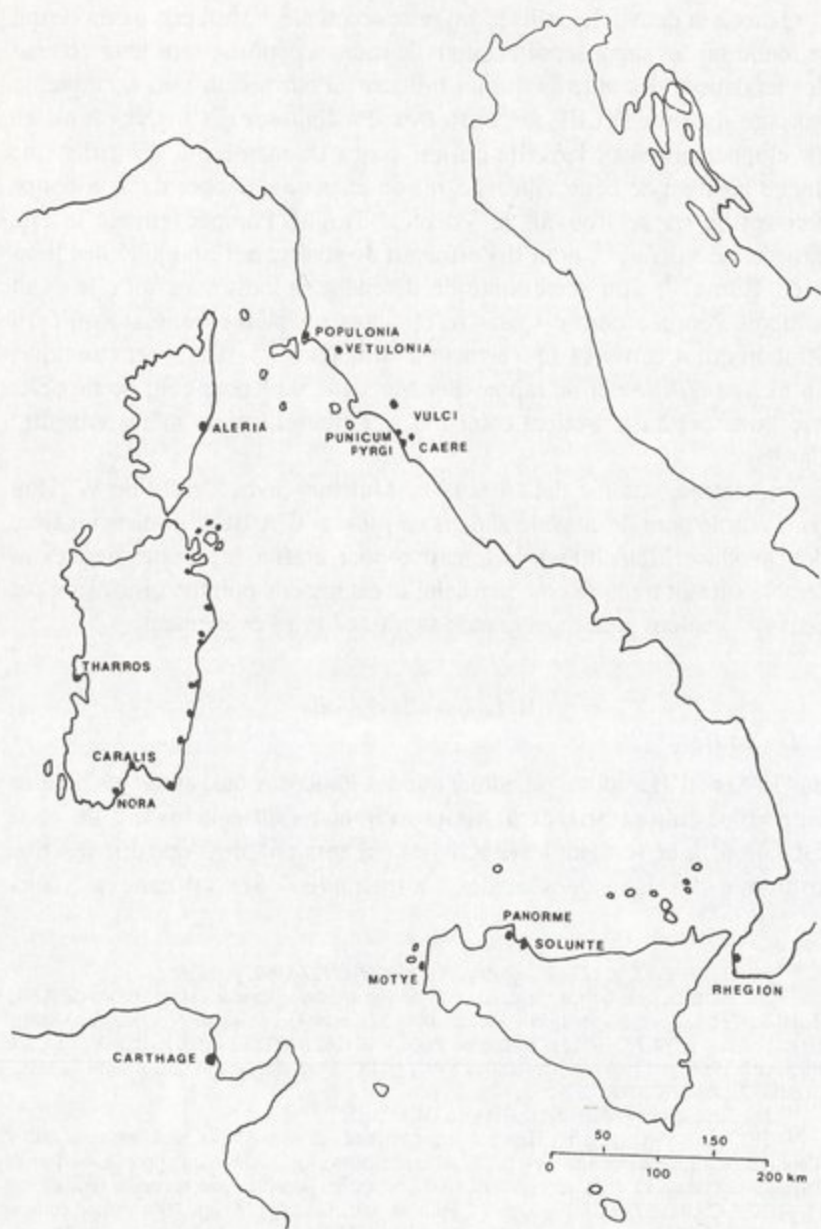 POPULONIA
VETULONIA
ALERIA
VULCI
PUNICUM
FYRGI
CAERE
THARROS
CARALIS
NORA
PANORME
SOLUNTE
MOTYE
RHEGION
CARTHAGE
0 50 100 150 200 km